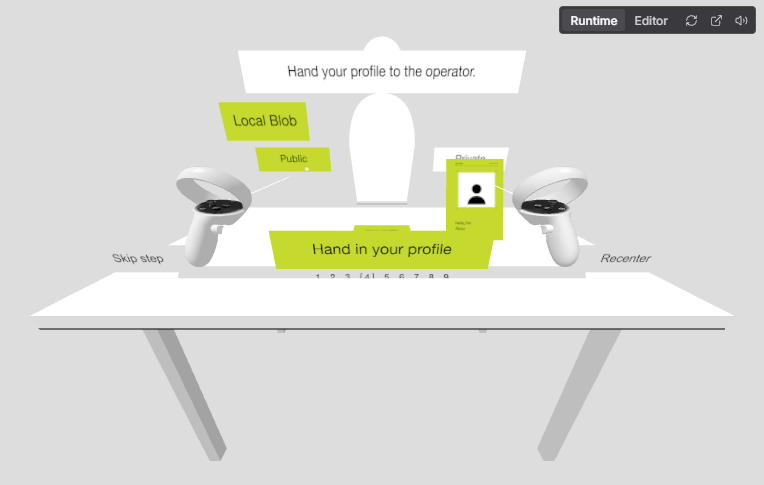 Runtime
Editor
Hand your profile to the operator.
Local Blob
Public
Private
Hand in your profile
Skip step
Recenter
1 2 3 [4] 5 6 7 8 9